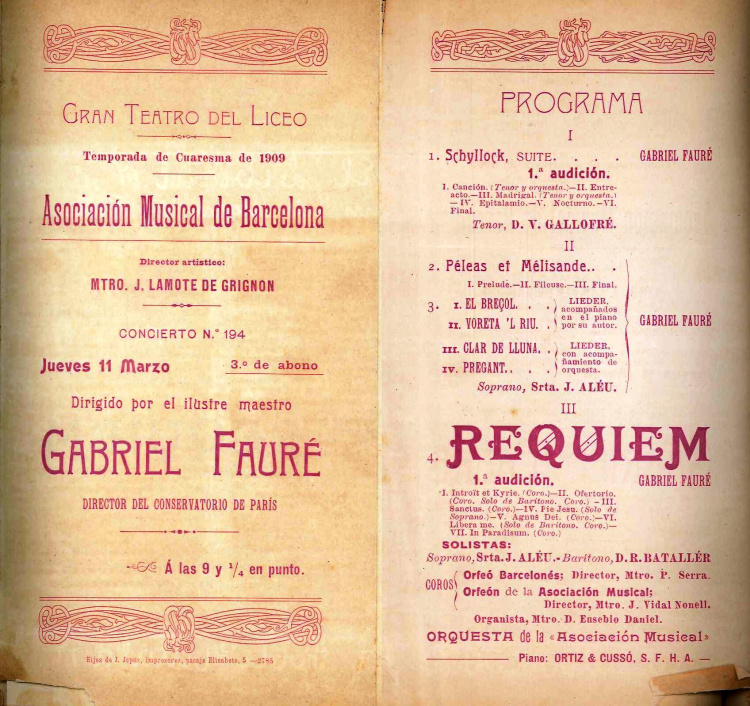 GRAN TEATRO DEL LICEO
Temporada de Cuaresma de 1909
Asociación Musical de Barcelona
Director artístico:
MTRO. J. LAMOTE DE GRIGNON
CONCIERTO N.° 194
Jueves 11 Marzo 3.º de abono
Dirigido por el ilustre maestro
GABRIEL FAURÉ
DIRECTOR DEL CONSERVATORIO DE PARÍS
Á las 9 y 1/4 en punto.
Hijos de J. Jepús, impresores, pasaje Elisabets, 5 —2785
PROGRAMA
I
1. Schyllock, SUITE. . . . GABRIEL FAURÉ
1.ª audición.
I. Canción. (Tenor y orquesta.)—II. Entre-
acto.—III. Madrigal. (Tenor y orquesta.)
—IV. Epitalamio.—V. Nocturno.—VI.
Final.
Tenor, D. V. GALLOFRÉ.
II
2. Péleas et Mélisande. . .
I. Prelude.—II. Fileuse.—III. Final.
3. I. EL BREÇOL. . . LIEDER,
acompañados
en el piano
II. VORETA 'L RIU. . por su autor.
GABRIEL FAURÉ
III. CLAR DE LLUNA. . LIEDER,
con acompa-
ñamiento de
IV. PREGANT. . . . orquesta.
Soprano, Srta. J. ALÉU.
III
4. REQUIEM
1.ª audición. GABRIEL FAURÉ
I. Introït et Kyrie. (Coro.)—II. Ofertorio.
(Coro. Solo de Barítono. Coro.) —III.
Sanctus. (Coro.)—IV. Pie Jesu. (Solo de
Soprano.)—V. Agnus Dei. (Coro.)—VI.
Libera me. (Solo de Barítono. Coro.)—
VII. In Paradisum. (Coro.)
SOLISTAS:
Soprano, Srta. J. ALÉU.- Barítono, D. R. BATALLÉR
COROS Orfeó Barcelonés; Director, Mtro. P. Serra.
Orfeón de la Asociación Musical;
Director, Mtro. J. Vidal Nonell.
Organista, Mtro. D. Eusebio Daniel.
ORQUESTA de la «Asociación Musical»
Piano: ORTIZ & CUSSÓ, S. F. H. A.